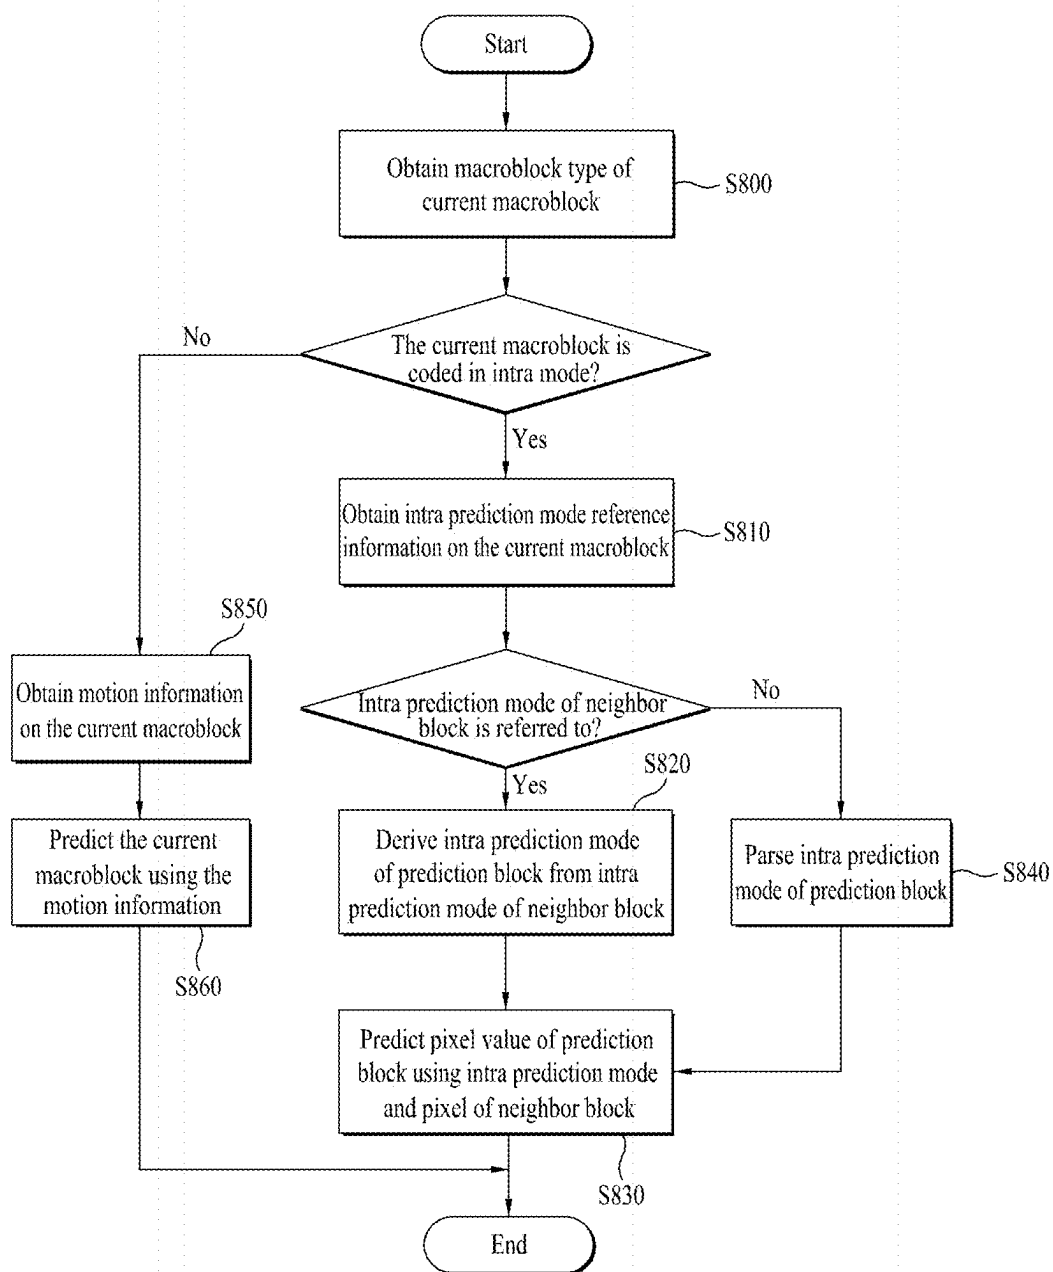 Start
Obtain macroblock type of
current macroblock
S800
No
The current macroblock is
coded in intra mode?
Yes
Obtain intra prediction mode reference
information on the current macroblock
S810
S850
Obtain motion information
on the current macroblock
Intra prediction mode of neighbor
block is referred to?
No
Yes
S820
Predict the current
macroblock using the
motion information
S860
Derive intra prediction mode
of prediction block from intra
prediction mode of neighbor block
Parse intra prediction
mode of prediction block
S840
Predict pixel value of prediction
block using intra prediction mode
and pixel of neighbor block
S830
End